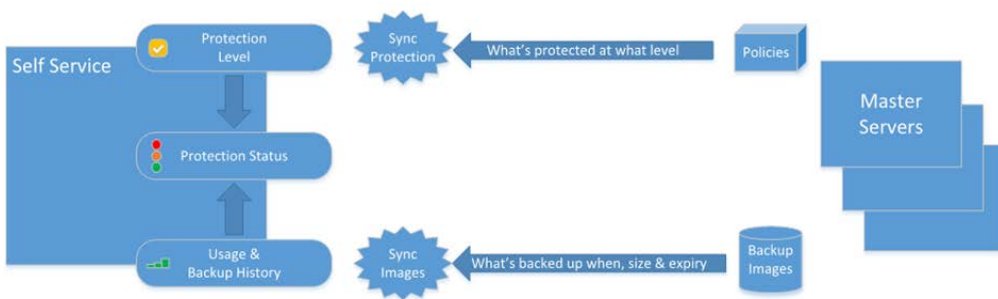 Self Service
Protection
Level
Sync
Protection
What's protected at what level
Policies
Master
Servers
Protection Status
Usage &
Backup History
Sync
Images
What's backed up when, size & expiry
Backup
Images